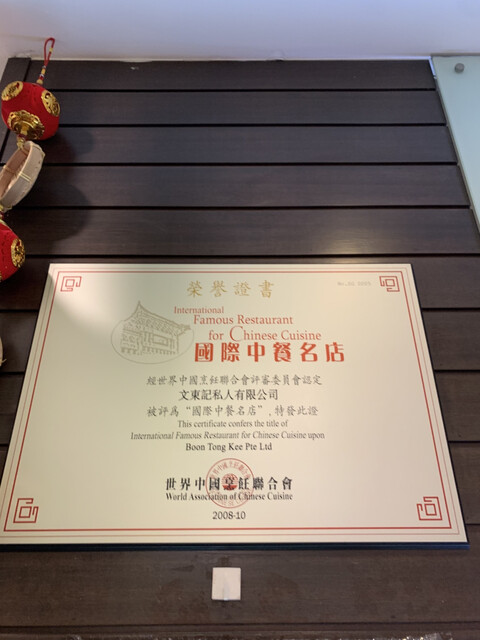 榮譽證書
International
Famous Restaurant
for Chinese Cuisine
國際中餐名店
經世界中國烹飪聯合會評審委員會認定
文東記私人有限公司
被評爲“國際中餐名店”,特發此證
This certificate confers the title of
International Famous Restaurant for Chinese Cuisine upon
Boon Tong Kee Pte Ltd
世界中國烹飪聯合會
World Association of Chinese Cuisine
2008-10